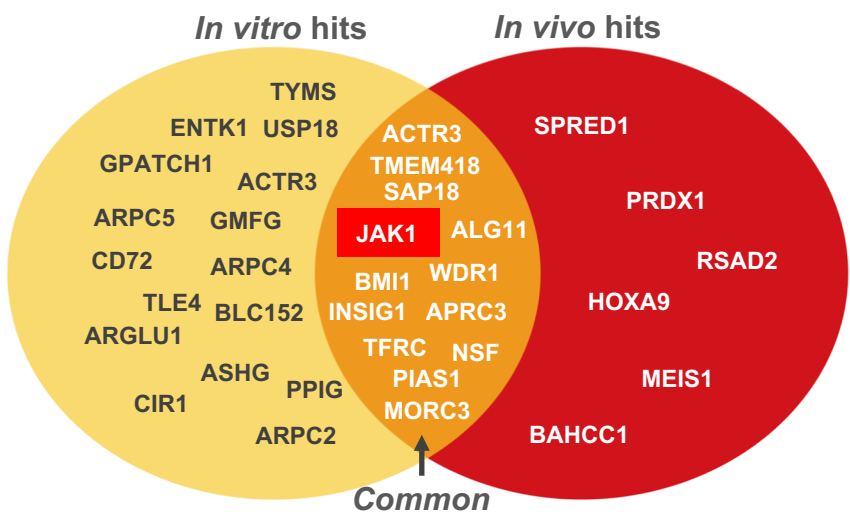 In vitro hits
In vivo hits
TYMS
ENTK1 USP18
GPATCH1
ACTR3
ARPC5 GMFG
CD72
ARPC4
TLE4
BLC152
ARGLU1
ASHG
PPIG
CIR1
ARPC2
ACTR3
TMEM418
SAP18
JAK1
ALG11
WDR1
BMI1
INSIG1 APRC3
TFRC NSF
PIAS1
MORC3
SPRED1
PRDX1
RSAD2
HOXA9
MEIS1
BAHCC1
Common